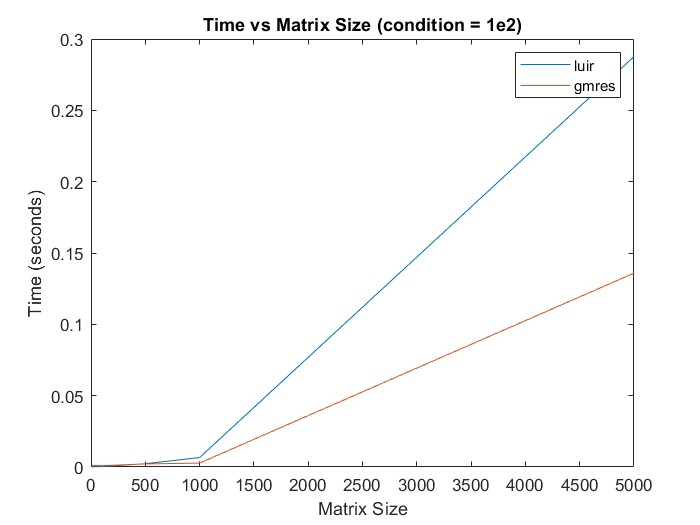 Time vs Matrix Size (condition = 1e2)
0.3
0.25
0.2
0.15
0.1
0.05
0
Time (seconds)
luir
gmres
0 500 1000 1500 2000 2500 3000 3500 4000 4500 5000
Matrix Size